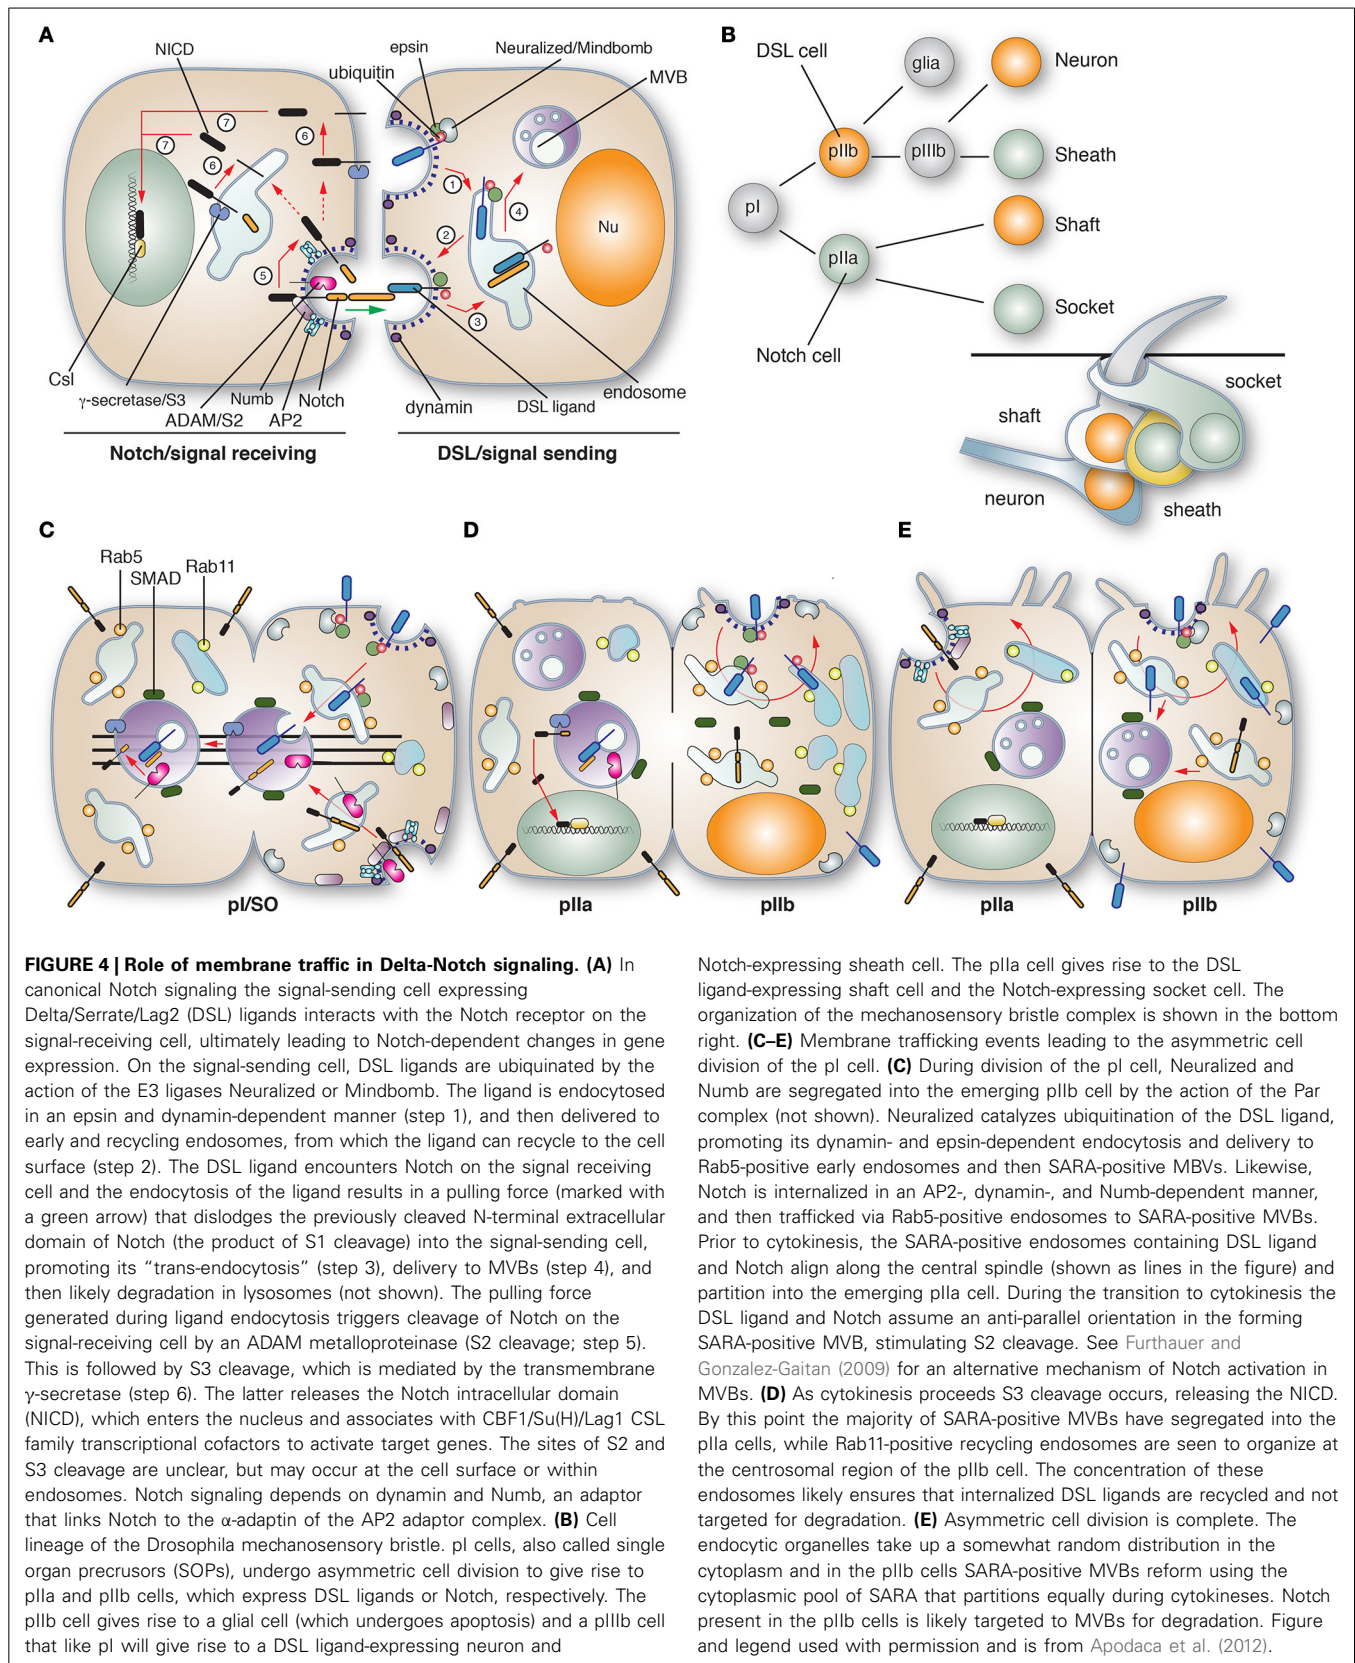 A
NICD
epsin
Neuralized/Mindbomb
ubiquitin
MVB
7
7
6
6
1
2
4
5
3
Nu
Csl
γ-secretase/S3
ADAM/S2
Numb
AP2
Notch
dynamin
DSL ligand
endosome
Notch/signal receiving
DSL/signal sending
B
DSL cell
glia
Neuron
pIIb
pIIIb
Sheath
pI
Shaft
pIIa
Socket
Notch cell
socket
shaft
neuron
sheath
C
Rab5
SMAD
Rab11
pI/SO
D
pIIa
pIIb
E
pIIa
pIIb
FIGURE 4 | Role of membrane traffic in Delta-Notch signaling. (A) In
canonical Notch signaling the signal-sending cell expressing
Delta/Serrate/Lag2 (DSL) ligands interacts with the Notch receptor on the
signal-receiving cell, ultimately leading to Notch-dependent changes in gene
expression. On the signal-sending cell, DSL ligands are ubiquinated by the
action of the E3 ligases Neuralized or Mindbomb. The ligand is endocytosed
in an epsin and dynamin-dependent manner (step 1), and then delivered to
early and recycling endosomes, from which the ligand can recycle to the cell
surface (step 2). The DSL ligand encounters Notch on the signal receiving
cell and the endocytosis of the ligand results in a pulling force (marked with
a green arrow) that dislodges the previously cleaved N-terminal extracellular
domain of Notch (the product of S1 cleavage) into the signal-sending cell,
promoting its “trans-endocytosis” (step 3), delivery to MVBs (step 4), and
then likely degradation in lysosomes (not shown). The pulling force
generated during ligand endocytosis triggers cleavage of Notch on the
signal-receiving cell by an ADAM metalloproteinase (S2 cleavage; step 5).
This is followed by S3 cleavage, which is mediated by the transmembrane
γ-secretase (step 6). The latter releases the Notch intracellular domain
(NICD), which enters the nucleus and associates with CBF1/Su(H)/Lag1 CSL
family transcriptional cofactors to activate target genes. The sites of S2 and
S3 cleavage are unclear, but may occur at the cell surface or within
endosomes. Notch signaling depends on dynamin and Numb, an adaptor
that links Notch to the α-adaptin of the AP2 adaptor complex. (B) Cell
lineage of the Drosophila mechanosensory bristle. pI cells, also called single
organ precrusors (SOPs), undergo asymmetric cell division to give rise to
pIIa and pIIb cells, which express DSL ligands or Notch, respectively. The
pIIb cell gives rise to a glial cell (which undergoes apoptosis) and a pIIIb cell
that like pI will give rise to a DSL ligand-expressing neuron and
Notch-expressing sheath cell. The pIIa cell gives rise to the DSL
ligand-expressing shaft cell and the Notch-expressing socket cell. The
organization of the mechanosensory bristle complex is shown in the bottom
right. (C–E) Membrane trafficking events leading to the asymmetric cell
division of the pI cell. (C) During division of the pI cell, Neuralized and
Numb are segregated into the emerging pIIb cell by the action of the Par
complex (not shown). Neuralized catalyzes ubiquitination of the DSL ligand,
promoting its dynamin- and epsin-dependent endocytosis and delivery to
Rab5-positive early endosomes and then SARA-positive MBVs. Likewise,
Notch is internalized in an AP2-, dynamin-, and Numb-dependent manner,
and then trafficked via Rab5-positive endosomes to SARA-positive MVBs.
Prior to cytokinesis, the SARA-positive endosomes containing DSL ligand
and Notch align along the central spindle (shown as lines in the figure) and
partition into the emerging pIIa cell. During the transition to cytokinesis the
DSL ligand and Notch assume an anti-parallel orientation in the forming
SARA-positive MVB, stimulating S2 cleavage. See Furthauer and
Gonzalez-Gaitan (2009) for an alternative mechanism of Notch activation in
MVBs. (D) As cytokinesis proceeds S3 cleavage occurs, releasing the NICD.
By this point the majority of SARA-positive MVBs have segregated into the
pIIa cells, while Rab11-positive recycling endosomes are seen to organize at
the centrosomal region of the pIIb cell. The concentration of these
endosomes likely ensures that internalized DSL ligands are recycled and not
targeted for degradation. (E) Asymmetric cell division is complete. The
endocytic organelles take up a somewhat random distribution in the
cytoplasm and in the pIIb cells SARA-positive MVBs reform using the
cytoplasmic pool of SARA that partitions equally during cytokineses. Notch
present in the pIIb cells is likely targeted to MVBs for degradation. Figure
and legend used with permission and is from Apodaca et al. (2012).